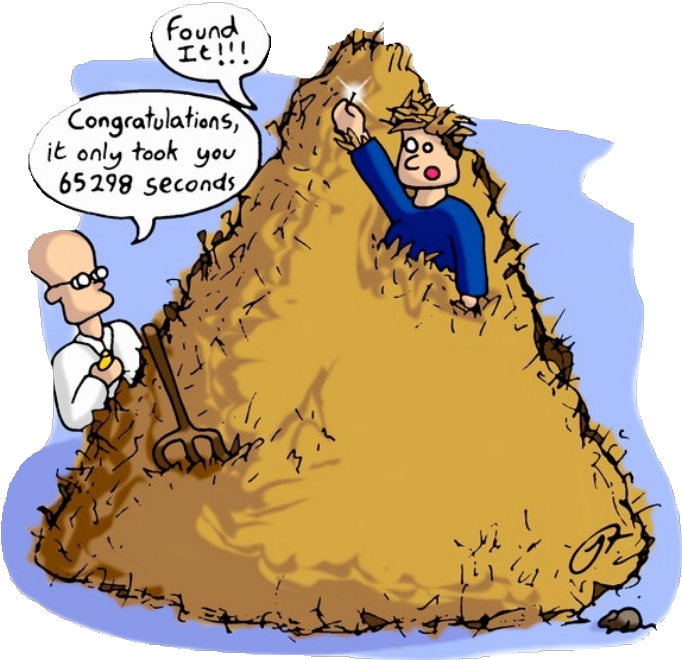 Found
It!!!
Congratulations,
it only took you
65298 seconds